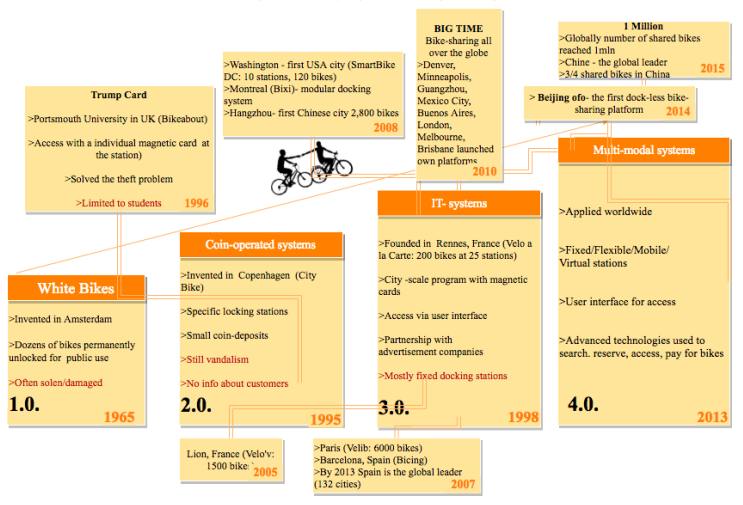 BIG TIME
Bike-sharing all
over the globe
>Denver,
Minneapolis,
Guangzhou,
Mexico City,
Buenos Aires,
London,
Melbourne,
Brisbane launched
own platforms
2010
1 Million
>Globally number of shared bikes
reached 1mln
>Chine - the global leader
>3/4 shared bikes in China
2015
>Washington - first USA city (SmartBike
DC: 10 stations, 120 bikes)
>Montreal (Bixi)- modular docking
system
>Hangzhou- first Chinese city 2,800 bikes
2008
> Beijing ofo- the first dock-less bike-
sharing platform
2014
Trump Card
>Portsmouth University in UK (Bikeabout)
>Access with a individual magnetic card at
the station)
>Solved the theft problem
>Limited to students
1996
Multi-modal systems
>Applied worldwide
>Fixed/Flexible/Mobile/
Virtual stations
>User interface for access
>Advanced technologies used to
search. reserve, access, pay for bikes
4.0.
2013
IT- systems
>Founded in Rennes, France (Velo a
la Carte: 200 bikes at 25 stations)
>City -scale program with magnetic
cards
>Access via user interface
>Partnership with
advertisement companies
>Mostly fixed docking stations
3.0.
1998
Coin-operated systems
>Invented in Copenhagen (City
Bike)
>Specific locking stations
>Small coin-deposits
>Still vandalism
>No info about customers
2.0.
1995
White Bikes
>Invented in Amsterdam
>Dozens of bikes permanently
unlocked for public use
>Often solen/damaged
1.0.
1965
Lion, France (Velo'v:
1500 bike
2005
>Paris (Velib: 6000 bikes)
>Barcelona, Spain (Bicing)
>By 2013 Spain is the global leader
(132 cities)
2007